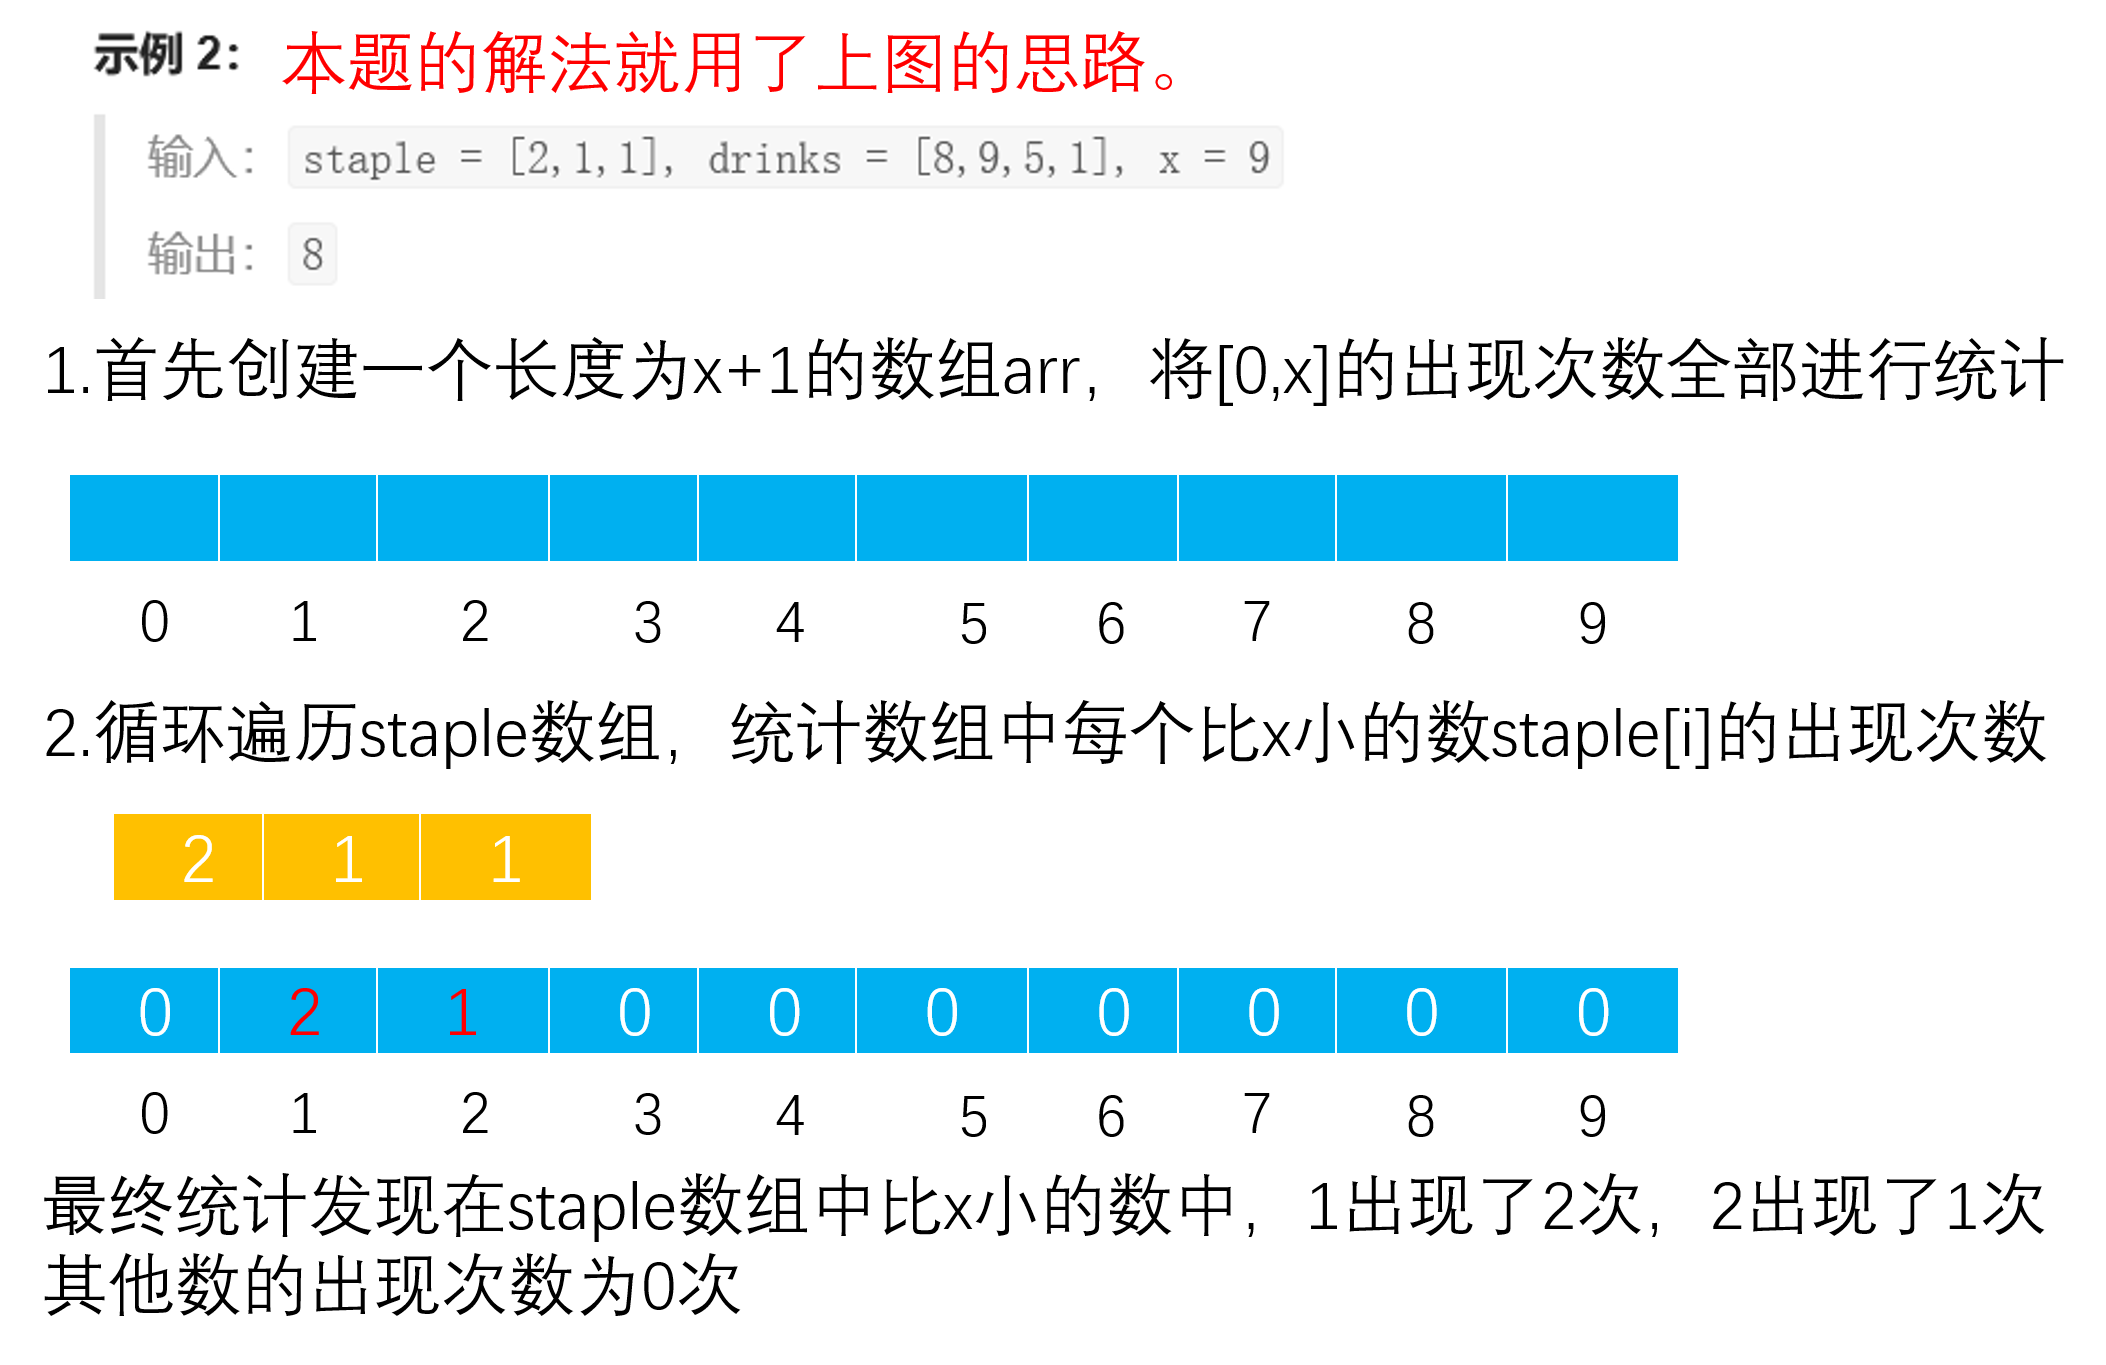 示例 2： 本题的解法就用了上图的思路。
输入： staple = [2,1,1], drinks = [8,9,5,1], x = 9
输出： 8
1.首先创建一个长度为x+1的数组arr，将[0,x]的出现次数全部进行统计
0 1 2 3 4 5 6 7 8 9
2.循环遍历staple数组，统计数组中每个比x小的数staple[i]的出现次数
2 1 1
0 2 1 0 0 0 0 0 0 0
0 1 2 3 4 5 6 7 8 9
最终统计发现在staple数组中比x小的数中，1出现了2次，2出现了1次
其他数的出现次数为0次